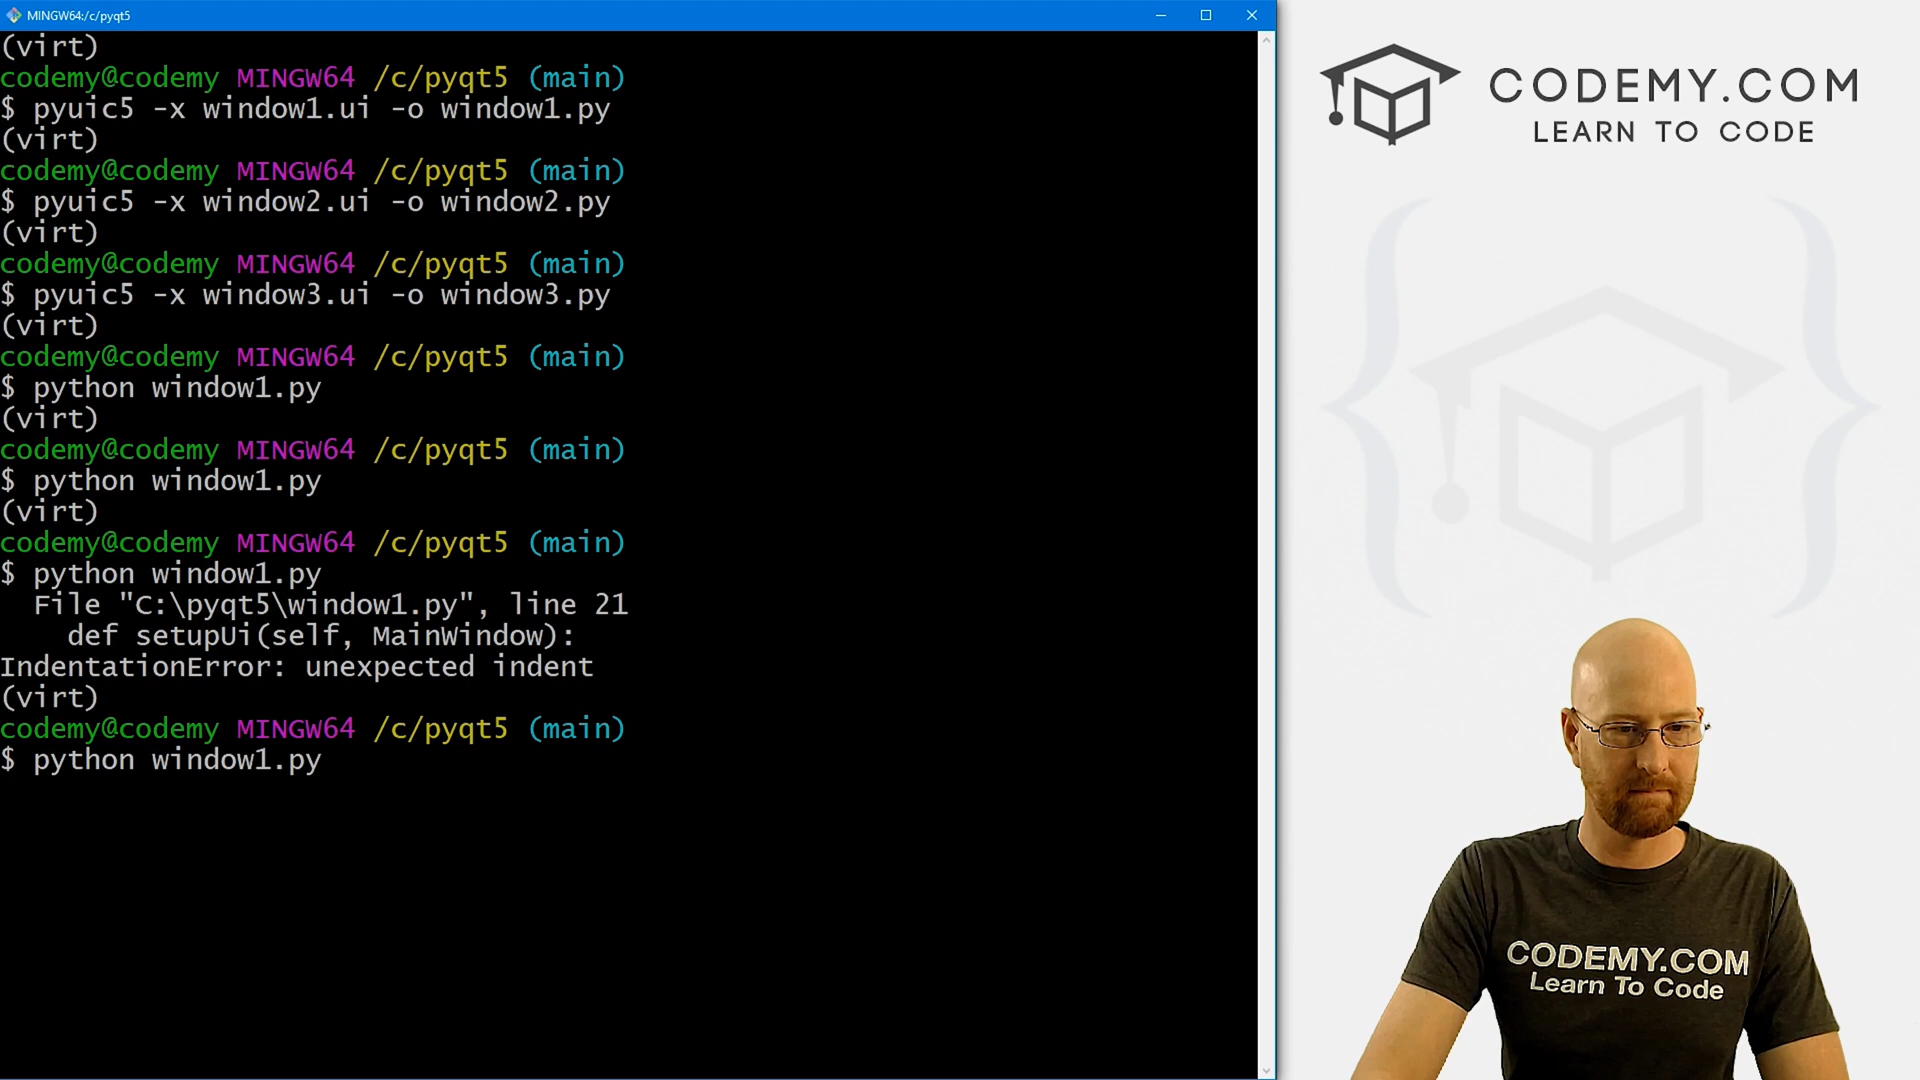 MINGW64:/c/pyqt5
(virt)
codemy@codemy MINGW64 /c/pyqt5 (main)
$ pyuic5 -x window1.ui -o window1.py
(virt)
codemy@codemy MINGW64 /c/pyqt5 (main)
$ pyuic5 -x window2.ui -o window2.py
(virt)
codemy@codemy MINGW64 /c/pyqt5 (main)
$ pyuic5 -x window3.ui -o window3.py
(virt)
codemy@codemy MINGW64 /c/pyqt5 (main)
$ python window1.py
(virt)
codemy@codemy MINGW64 /c/pyqt5 (main)
$ python window1.py
(virt)
codemy@codemy MINGW64 /c/pyqt5 (main)
$ python window1.py
  File "C:\pyqt5\window1.py", line 21
    def setupUi(self, MainWindow):
IndentationError: unexpected indent
(virt)
codemy@codemy MINGW64 /c/pyqt5 (main)
$ python window1.py
CODEMY.COM
LEARN TO CODE
CODEMY.COM
Learn To Code